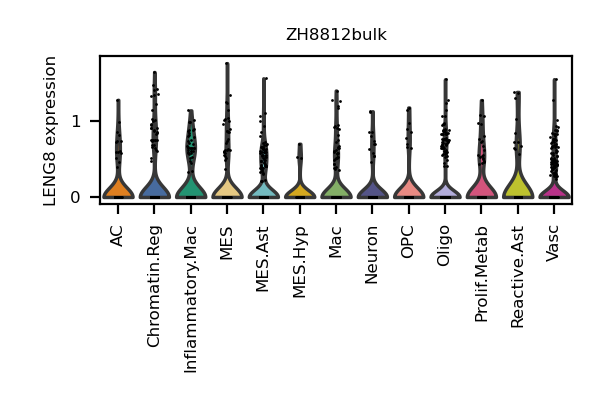 ZH8812bulk
LENG8 expression
1
0
AC
Chromatin.Reg
Inflammatory.Mac
MES
MES.Ast
MES.Hyp
Mac
Neuron
OPC
Oligo
Prolif.Metab
Reactive.Ast
Vasc